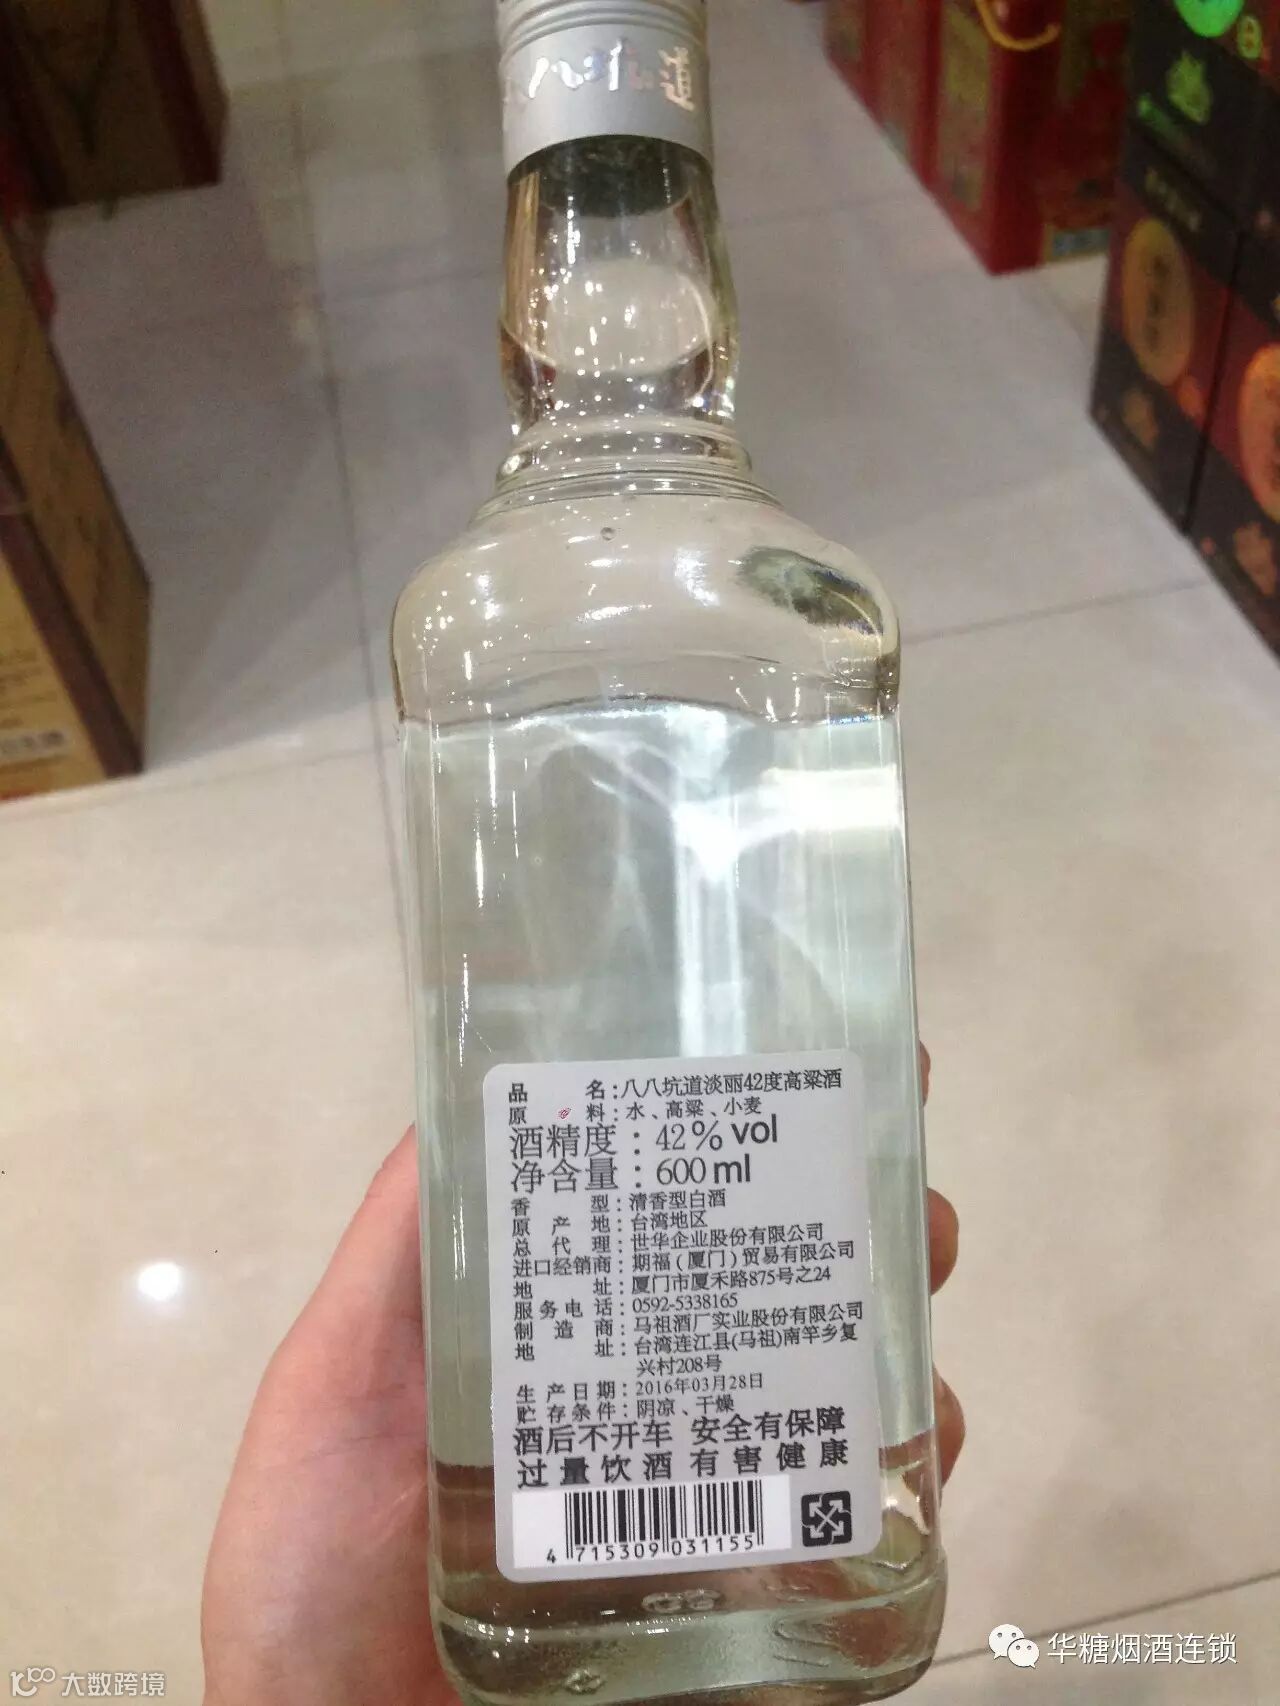 八八坑道
品 名：八八坑道淡丽42度高粱酒
原 料：水、高粱、小麦
酒精度：42% vol
净含量：600 ml
香 型：清香型白酒
原 产 地：台湾地区
总 代 理：世华企业股份有限公司
进口经销商：期福(厦门)贸易有限公司
地 址：厦门市厦禾路875号之24
服务电话：0592-5338165
制 造 商：马祖酒厂实业股份有限公司
地 址：台湾连江县(马祖)南竿乡复
兴村208号
生产日期：2016年03月28日
贮存条件：阴凉、干燥
酒后不开车 安全有保障
过量饮酒有害健康
4 715309 031155
华糖烟酒连锁
大数跨境